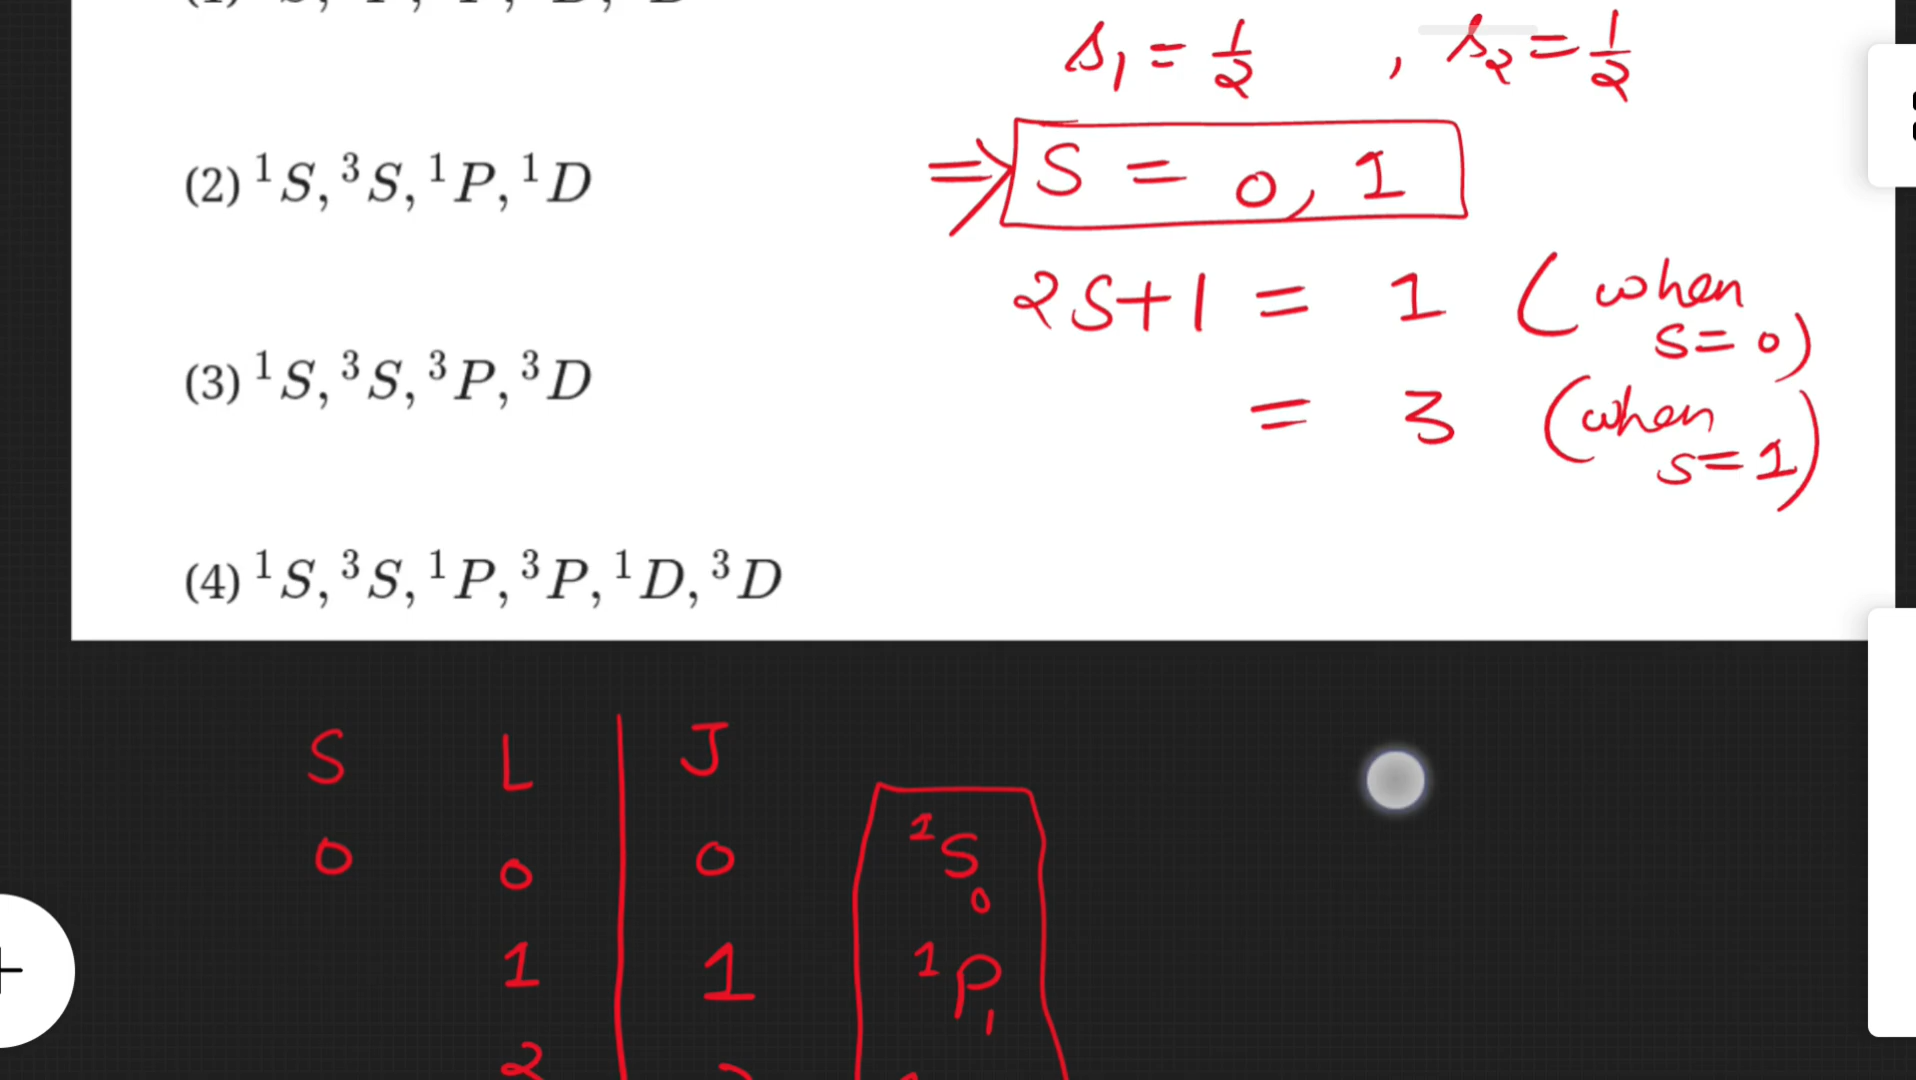 s₁ = 1/2 , s₂ = 1/2
(2) ¹S, ³S, ¹P, ¹D
⇒ S = 0, 1
2S+1 = 1 (when S=0)
(3) ¹S, ³S, ³P, ³D
= 3 (when S=1)
(4) ¹S, ³S, ¹P, ³P, ¹D, ³D
S L J
0 0 0 ¹S₀
1 1 ¹P₁
2